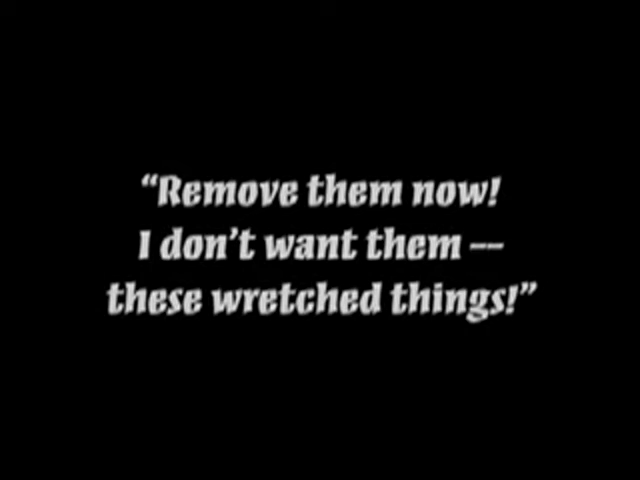 “Remove them now!
I don’t want them --
these wretched things!”